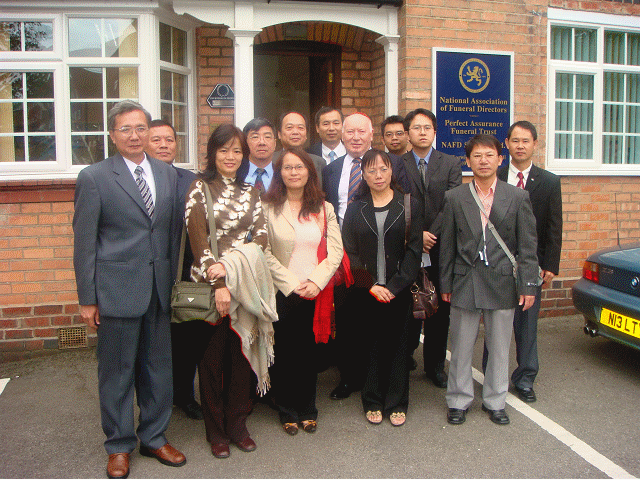 National Association
of Funeral Directors
Perfect Assurance
Funeral Trust
NAFD
N13 LT